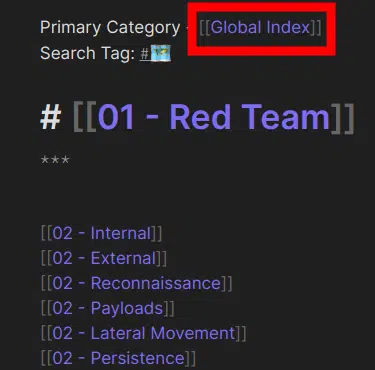 Primary Category - [[Global Index]]
Search Tag: #🗺️
# [[01 - Red Team]]
***
[[02 - Internal]]
[[02 - External]]
[[02 - Reconnaissance]]
[[02 - Payloads]]
[[02 - Lateral Movement]]
[[02 - Persistence]]